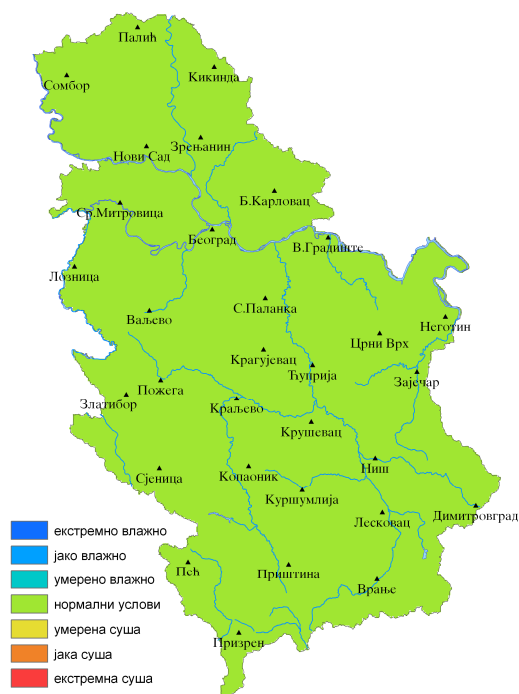 Палић
Кикинда
Сомбор
Зрењанин
Нови Сад
Б.Карловац
Ср.Митровица
Београд
В.Градиште
Лозница
С.Паланка
Ваљево
Неготин
Црни Врх
Крагујевац
Ћуприја
Зајечар
Пожега
Златибор
Краљево
Крушевац
Ниш
Копаоник
Сјеница
Куршумлија
Димитровград
Лесковац
Пећ
Приштина
Врање
Призрен
екстремно влажно
јако влажно
умерено влажно
нормални услови
умерена суша
јака суша
екстремна суша